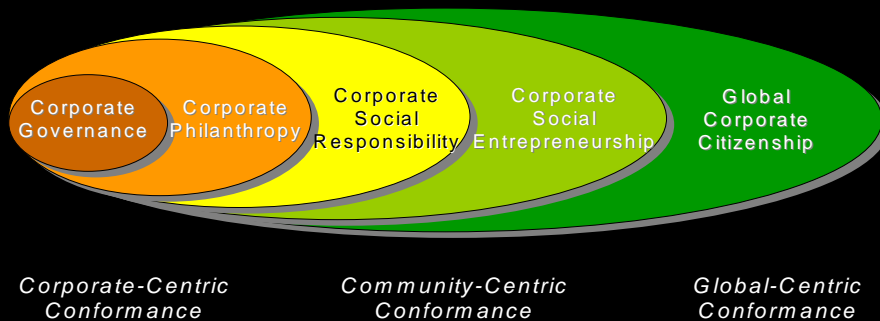 Corporate
Governance
Corporate
Philanthropy
Corporate
Social
Responsibility
Corporate
Social
Entrepreneurship
Global
Corporate
Citizenship
Corporate-Centric
Conformance
Community-Centric
Conformance
Global-Centric
Conformance